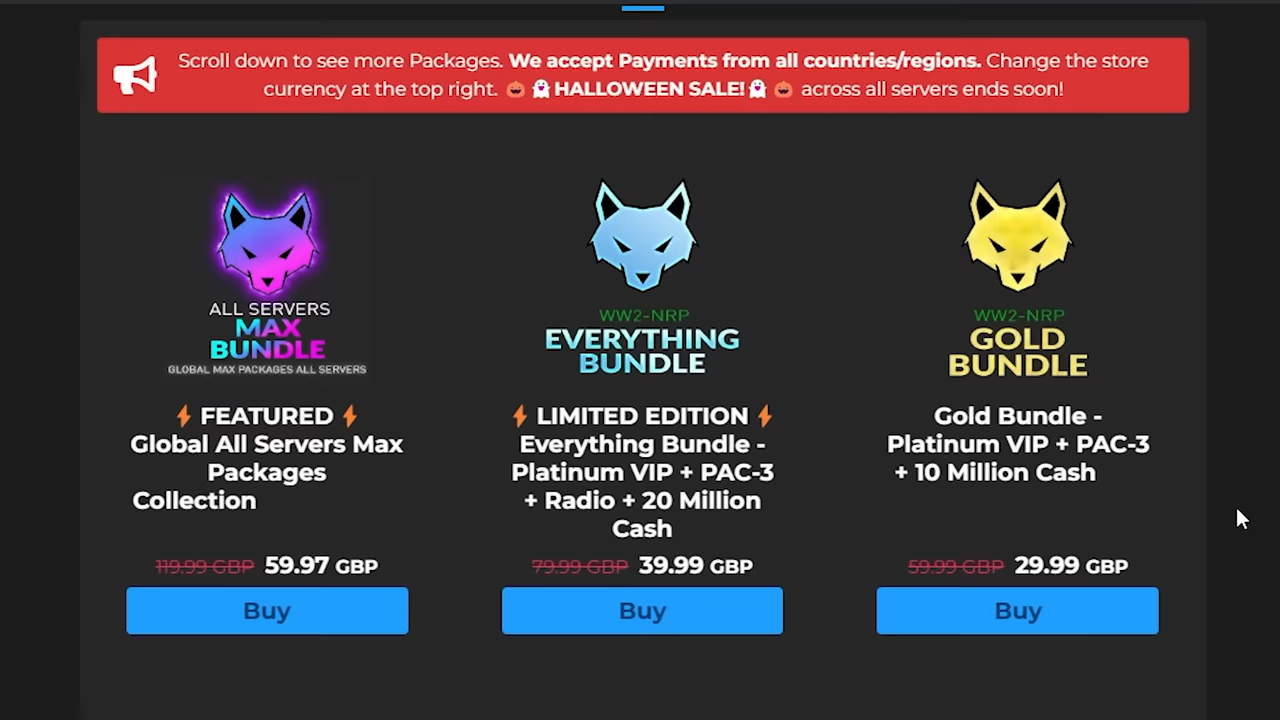 Scroll down to see more Packages. We accept Payments from all countries/regions. Change the store
currency at the top right. 🎃 👻 HALLOWEEN SALE! 👻 🎃 across all servers ends soon!
ALL SERVERS
MAX
BUNDLE
GLOBAL MAX PACKAGES ALL SERVERS
⚡ FEATURED ⚡
Global All Servers Max
Packages
Collection
119.99 GBP 59.97 GBP
Buy
WW2-NRP
EVERYTHING
BUNDLE
⚡ LIMITED EDITION ⚡
Everything Bundle -
Platinum VIP + PAC-3
+ Radio + 20 Million
Cash
79.99 GBP 39.99 GBP
Buy
WW2-NRP
GOLD
BUNDLE
Gold Bundle -
Platinum VIP + PAC-3
+ 10 Million Cash
59.99 GBP 29.99 GBP
Buy